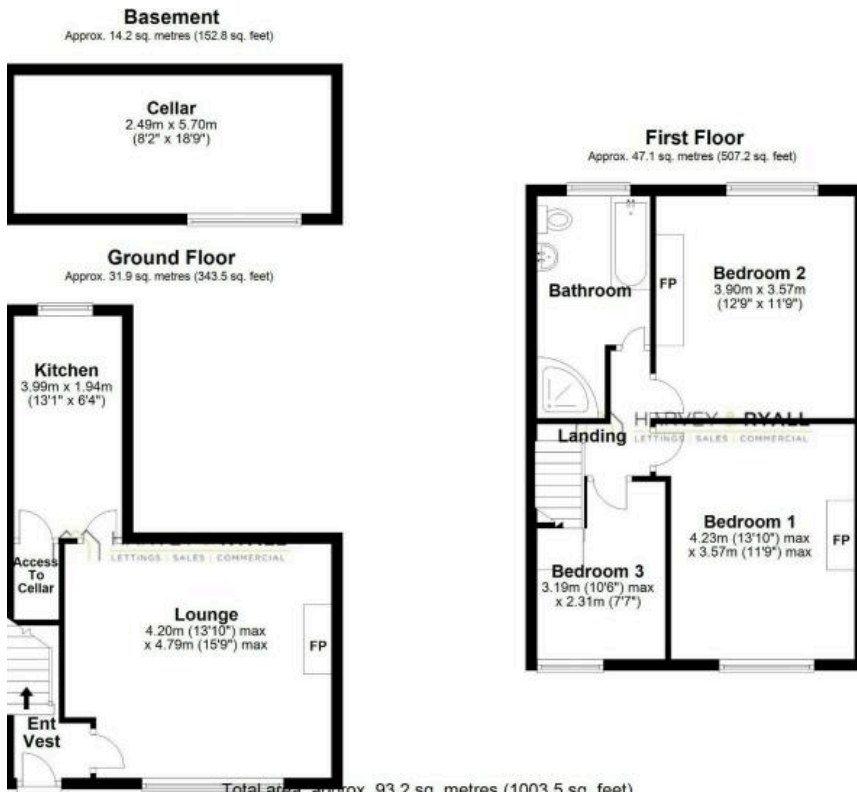 Basement
Approx. 14.2 sq. metres (152.8 sq. feet)
Cellar
2.49m x 5.70m
(8'2" x 18'9")
Ground Floor
Approx. 31.9 sq. metres (343.5 sq. feet)
Kitchen
3.99m x 1.94m
(13'1" x 6'4")
Access
To
Cellar
LETTINGS | SALES | COMMERCIAL
Lounge
4.20m (13'10") max
x 4.79m (15'9") max
FP
Ent
Vest
First Floor
Approx. 47.1 sq. metres (507.2 sq. feet)
Bathroom
FP
Bedroom 2
3.90m x 3.57m
(12'9" x 11'9")
HARVEY & RYALL
LETTINGS | SALES | COMMERCIAL
Landing
Bedroom 1
4.23m (13'10") max
x 3.57m (11'9") max
FP
Bedroom 3
3.19m (10'6") max
x 2.31m (7'7")
Total area: approx. 93.2 sq. metres (1003.5 sq. feet)